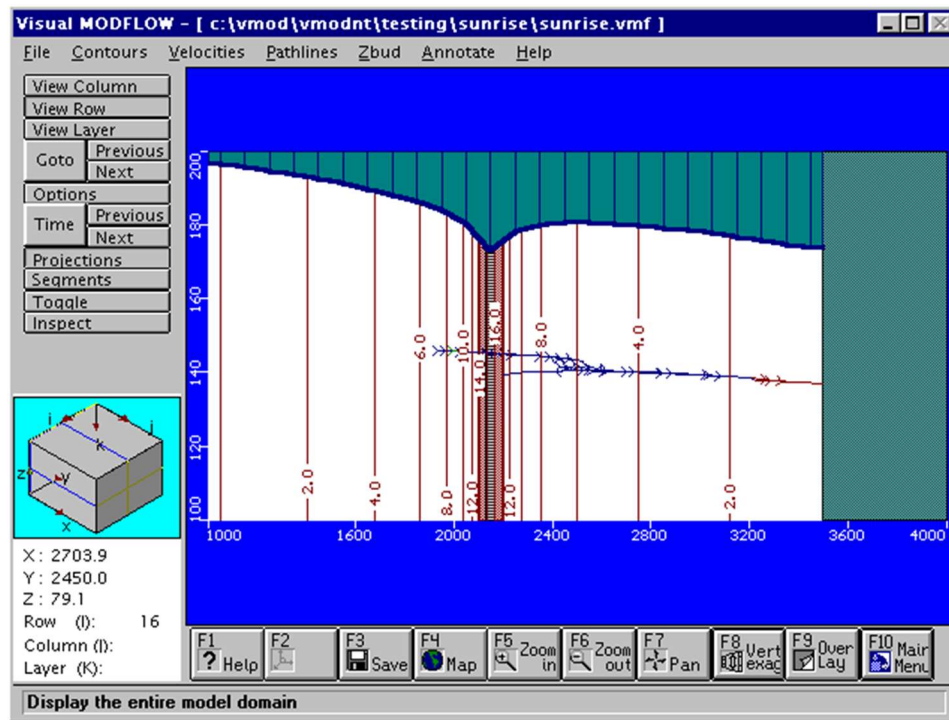 Visual MODFLOW - [ c:\vmod\vmodnt\testing\sunrise\sunrise.vmf ]
File Contours Velocities Pathlines Zbud Annotate Help
View Column
View Row
View Layer
Goto Previous
Next
Options
Time Previous
Next
Projections
Segments
Toggle
Inspect
200
180
160
140
120
100
6.0 10.0 14.0 16.0 8.0 4.0
2.0 4.0 8.0 12.0 12.0 2.0
1000 1600 2000 2400 2800 3200 3600 4000
i j k
z y x
X : 2703.9
Y : 2450.0
Z : 79.1
Row (I): 16
Column (J):
Layer (K):
F1 ? Help
F2
F3 Save
F4 Map
F5 Zoom in
F6 Zoom out
F7 Pan
F8 Vert exag
F9 Over Lay
F10 Main Menu
Display the entire model domain